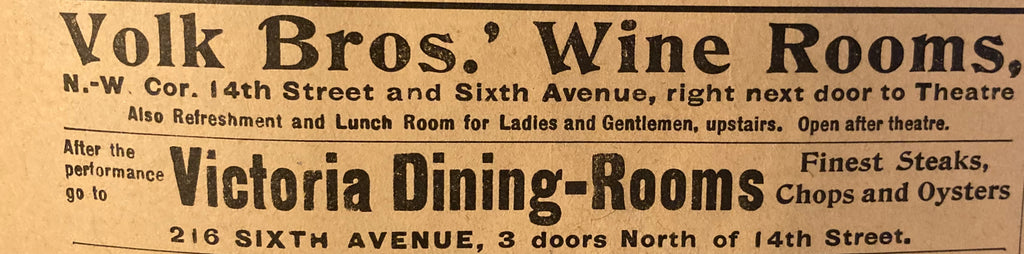 Volk Bros.' Wine Rooms,
N.-W. Cor. 14th Street and Sixth Avenue, right next door to Theatre
Also Refreshment and Lunch Room for Ladies and Gentlemen, upstairs. Open after theatre.
After the
performance
go to
Victoria Dining-Rooms
Finest Steaks,
Chops and Oysters
216 SIXTH AVENUE, 3 doors North of 14th Street.